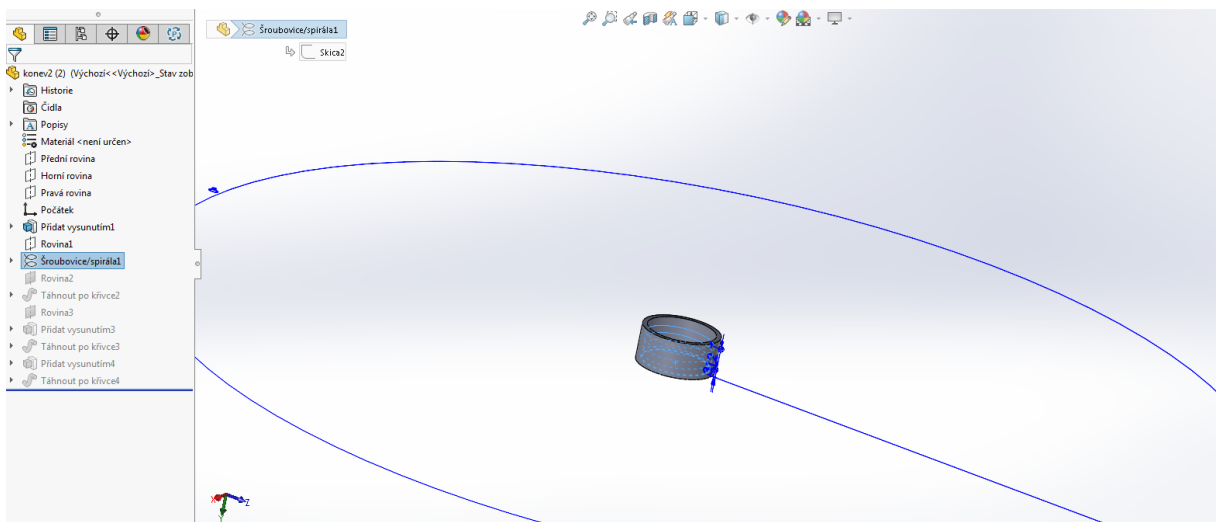 Šroubovice/spirála1
Skica2
konev2 (2) (Výchozí<<Výchozí>_Stav zob
Historie
Čidla
A Popisy
Materiál <není určen>
Přední rovina
Horní rovina
Pravá rovina
Počátek
Přidat vysunutím1
Rovina1
Šroubovice/spirála1
Rovina2
Táhnout po křivce2
Rovina3
Přidat vysunutím3
Táhnout po křivce3
Přidat vysunutím4
Táhnout po křivce4
X
Z
Y